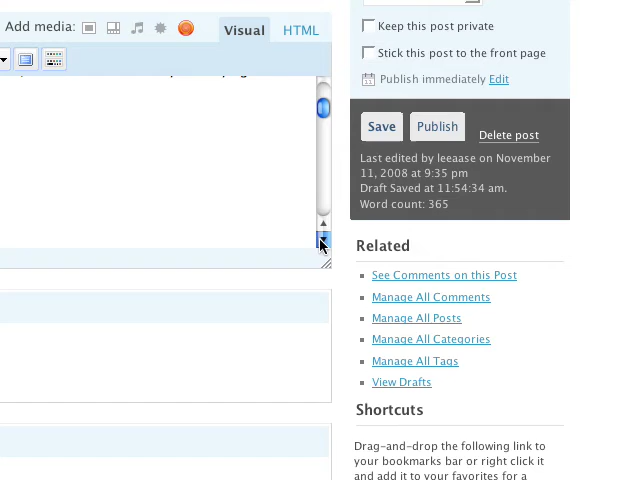 Add media:
Visual
HTML
Keep this post private
Stick this post to the front page
Publish immediately Edit
Save
Publish
Delete post
Last edited by leeaase on November
11, 2008 at 9:35 pm
Draft Saved at 11:54:34 am.
Word count: 365
Related
See Comments on this Post
Manage All Comments
Manage All Posts
Manage All Categories
Manage All Tags
View Drafts
Shortcuts
Drag-and-drop the following link to
your bookmarks bar or right click it
and add it to your favorites for a